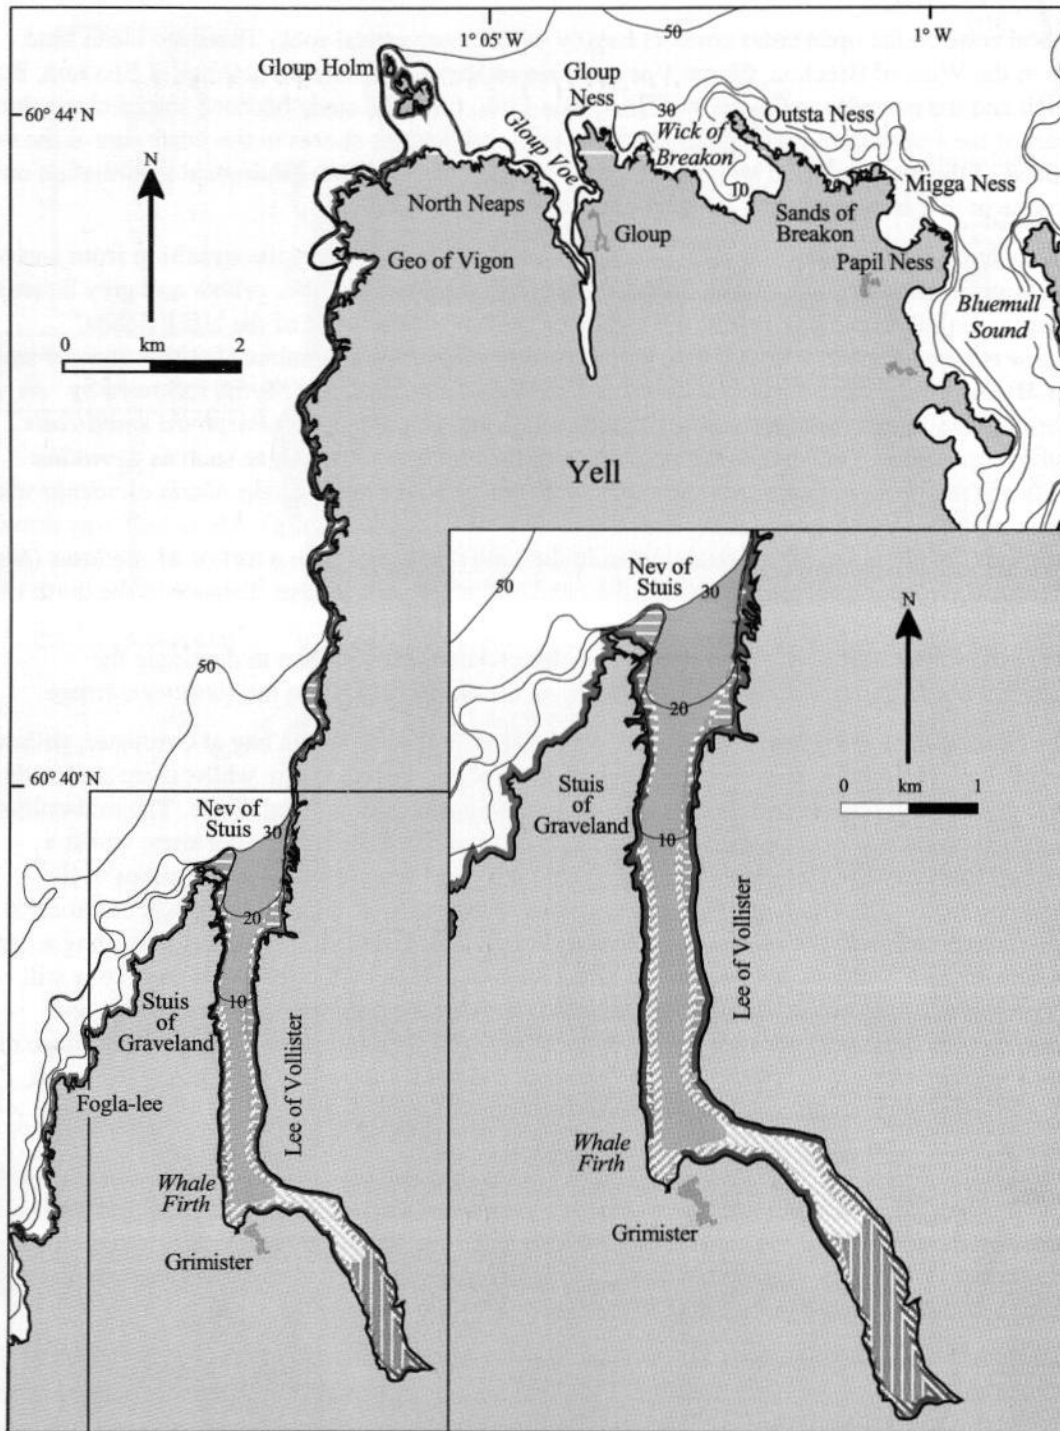 1° 05' W
50
1° W
Gloup Holm
Gloup
Ness
60° 44' N
30
Outsta Ness
Wick of
Breakon
Gloup Voe
10
Migga Ness
N
North Neaps
Sands of
Breakon
Gloup
Papil Ness
Geo of Vigon
Bluemull
Sound
0 km 2
Yell
50
Nev of
Stuis
30
N
50
20
60° 40' N
0 km 1
Stuis
of
Graveland
Nev of
Stuis
30
10
20
Lee of Vollister
Stuis
of
Graveland
10
Lee of Vollister
Fogla-lee
Whale
Firth
Whale
Firth
Grimister
Grimister